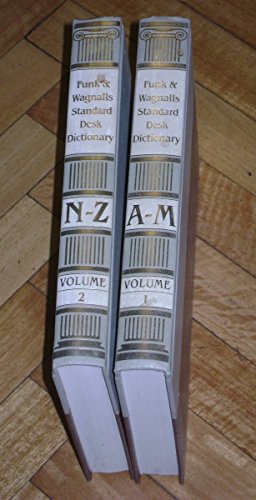 Funk &
Wagnalls
Standard
Desk
Dictionary
N-Z
VOLUME
2
Funk &
Wagnalls
Standard
Desk
Dictionary
A-M
VOLUME
1